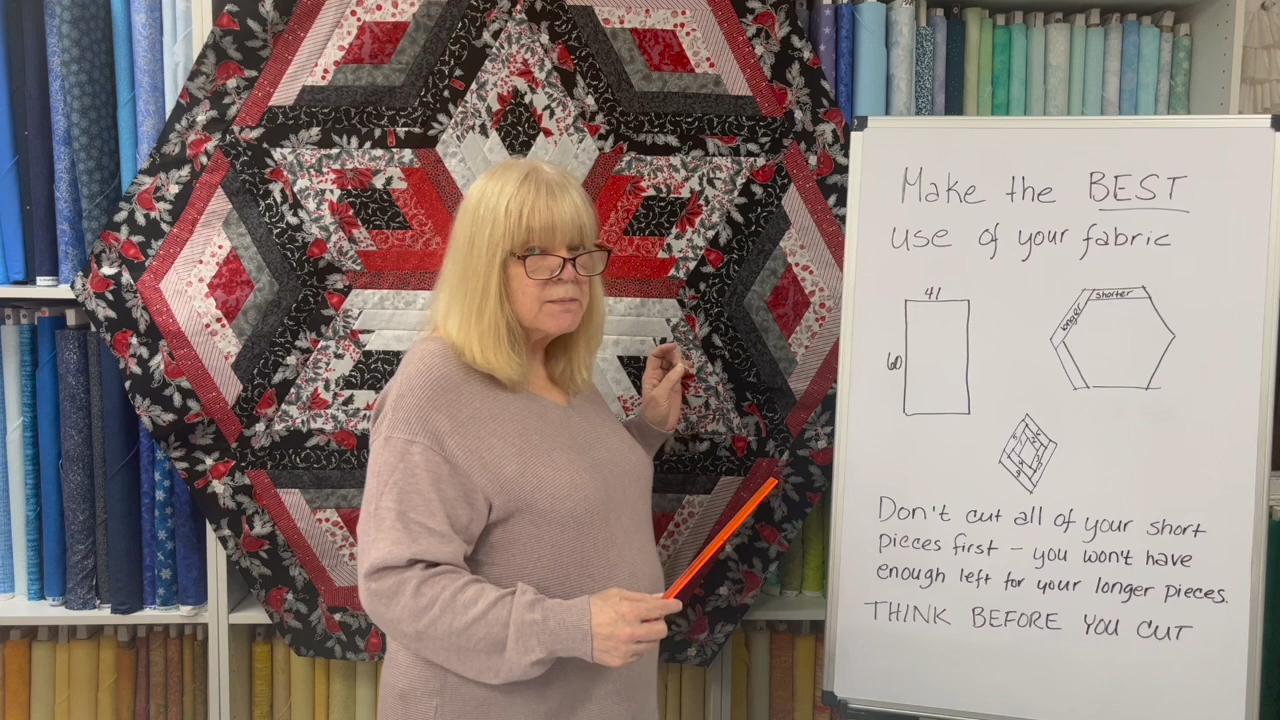 Make the BEST
use of your fabric
41
60
shorter
longer
Don't cut all of your short
pieces first – you won't have
enough left for your longer pieces.
THINK BEFORE YOU CUT